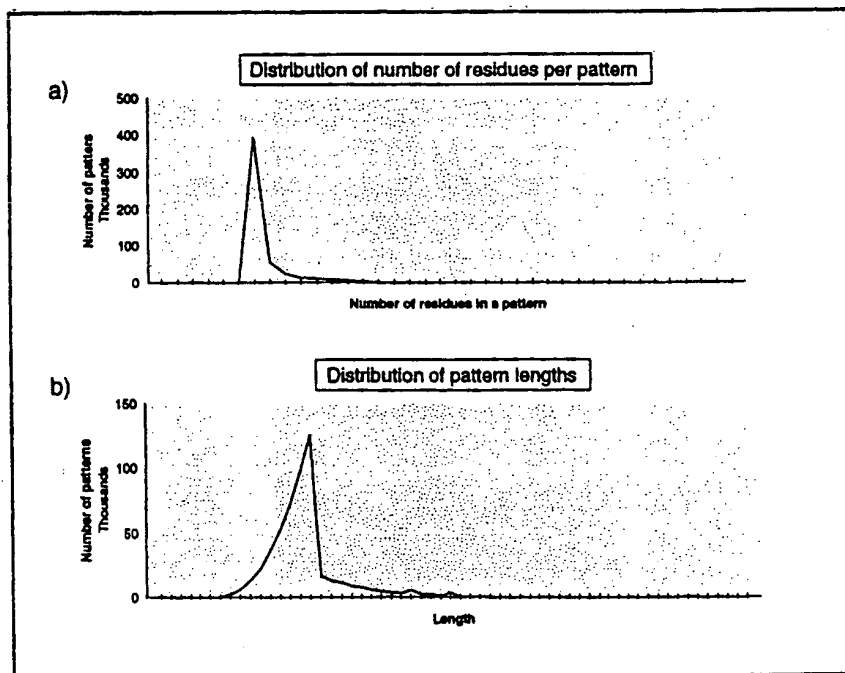 Distribution of number of residues per pattern
a)
500
400
300
200
100
0
Number of patters
Thousands
Number of residues in a pattern
Distribution of pattern lengths
b)
150
100
50
0
Number of patterns
Thousands
Length